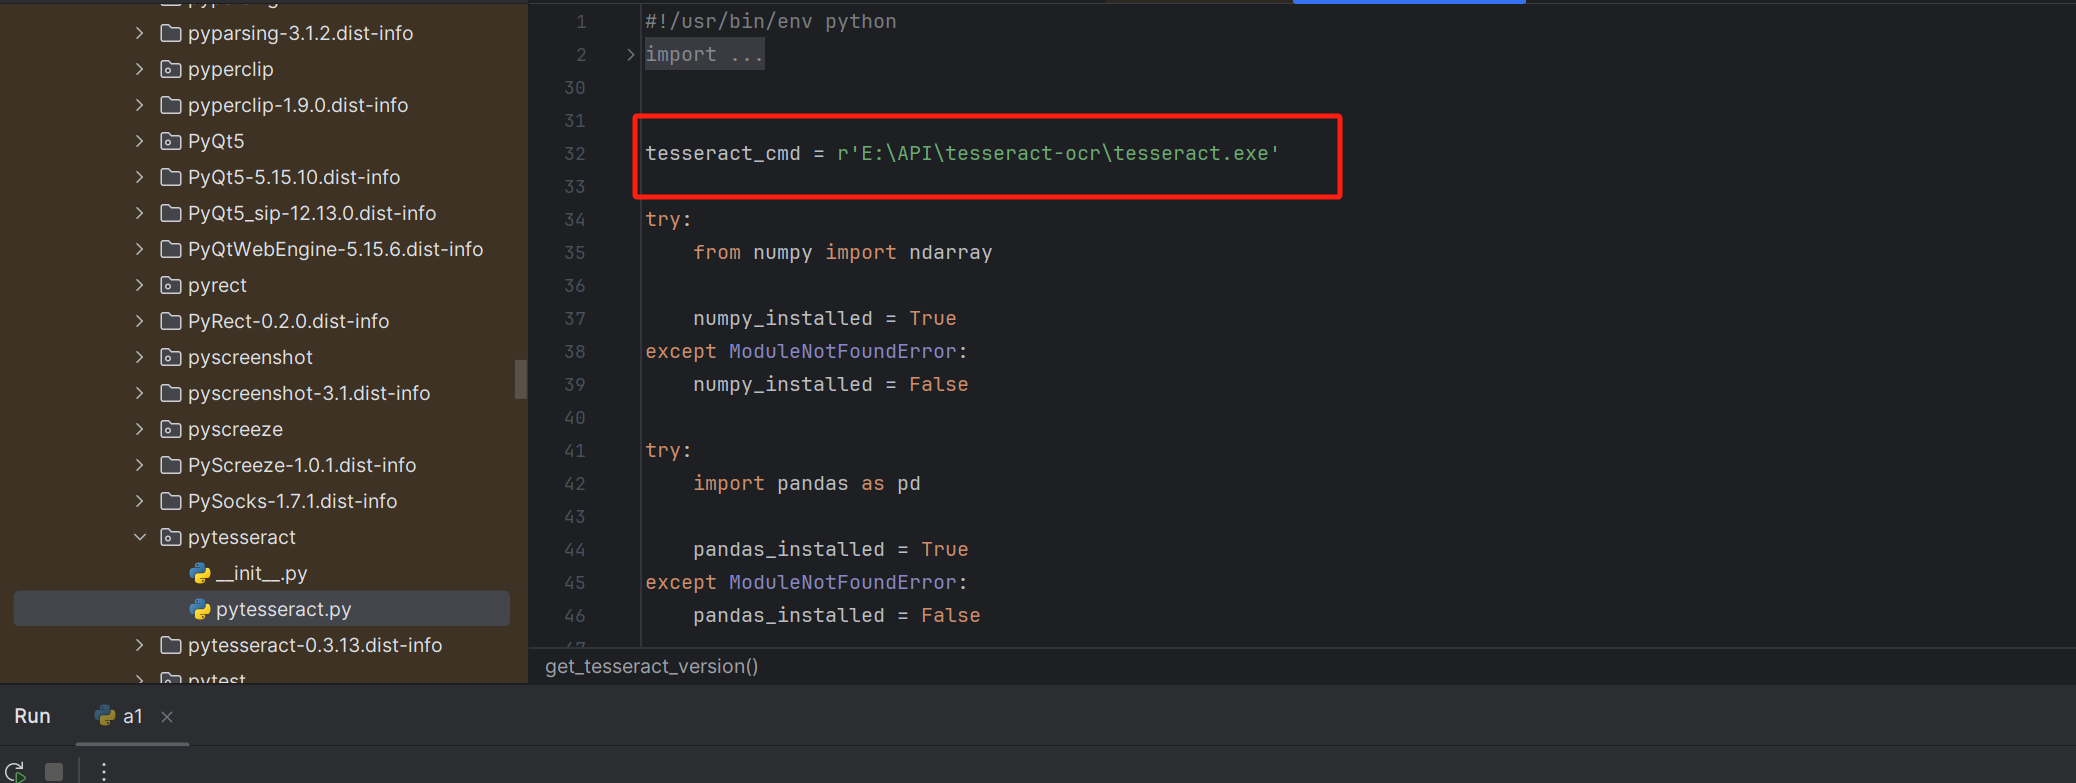 pyparsing-3.1.2.dist-info
pyperclip
pyperclip-1.9.0.dist-info
PyQt5
PyQt5-5.15.10.dist-info
PyQt5_sip-12.13.0.dist-info
PyQtWebEngine-5.15.6.dist-info
pyrect
PyRect-0.2.0.dist-info
pyscreenshot
pyscreenshot-3.1.dist-info
pyscreeze
PyScreeze-1.0.1.dist-info
PySocks-1.7.1.dist-info
pytesseract
__init__.py
pytesseract.py
pytesseract-0.3.13.dist-info
pytest
1 #!/usr/bin/env python
2 import ...
30
31
32 tesseract_cmd = r'E:\API\tesseract-ocr\tesseract.exe'
33
34 try:
35 from numpy import ndarray
36
37 numpy_installed = True
38 except ModuleNotFoundError:
39 numpy_installed = False
40
41 try:
42 import pandas as pd
43
44 pandas_installed = True
45 except ModuleNotFoundError:
46 pandas_installed = False
get_tesseract_version()
Run a1